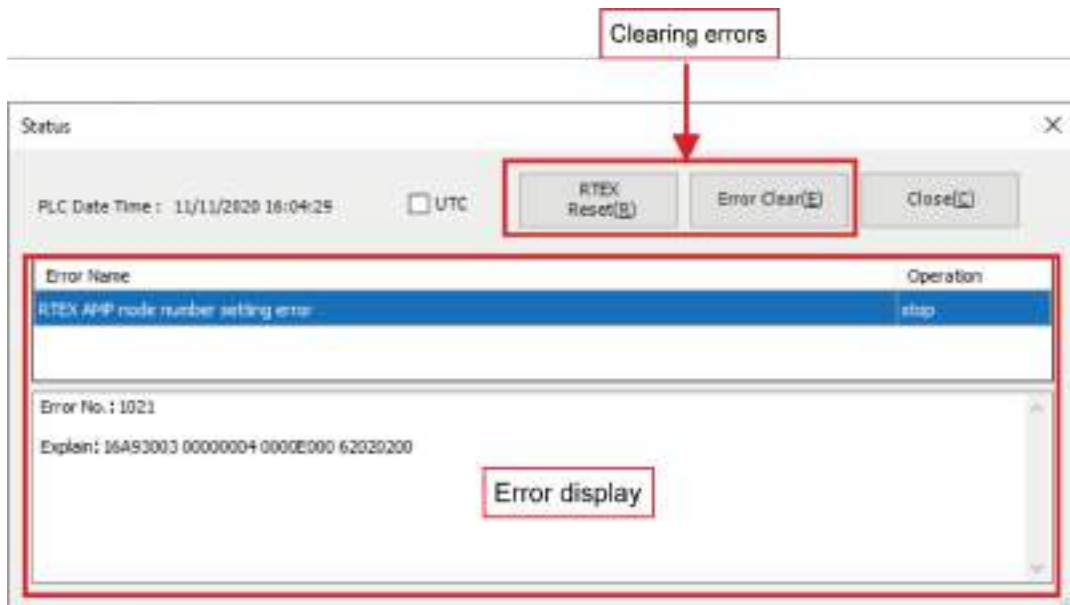 Clearing errors
Status
PLC Date Time : 11/11/2020 16:04:29 UTC RTEX Reset(R) Error Clear(E) Close(C)
Error Name Operation
RTEX AMP node number setting error stop
Error No.: 1021
Explain: 16A93003 00000004 0000E000 62020200
Error display